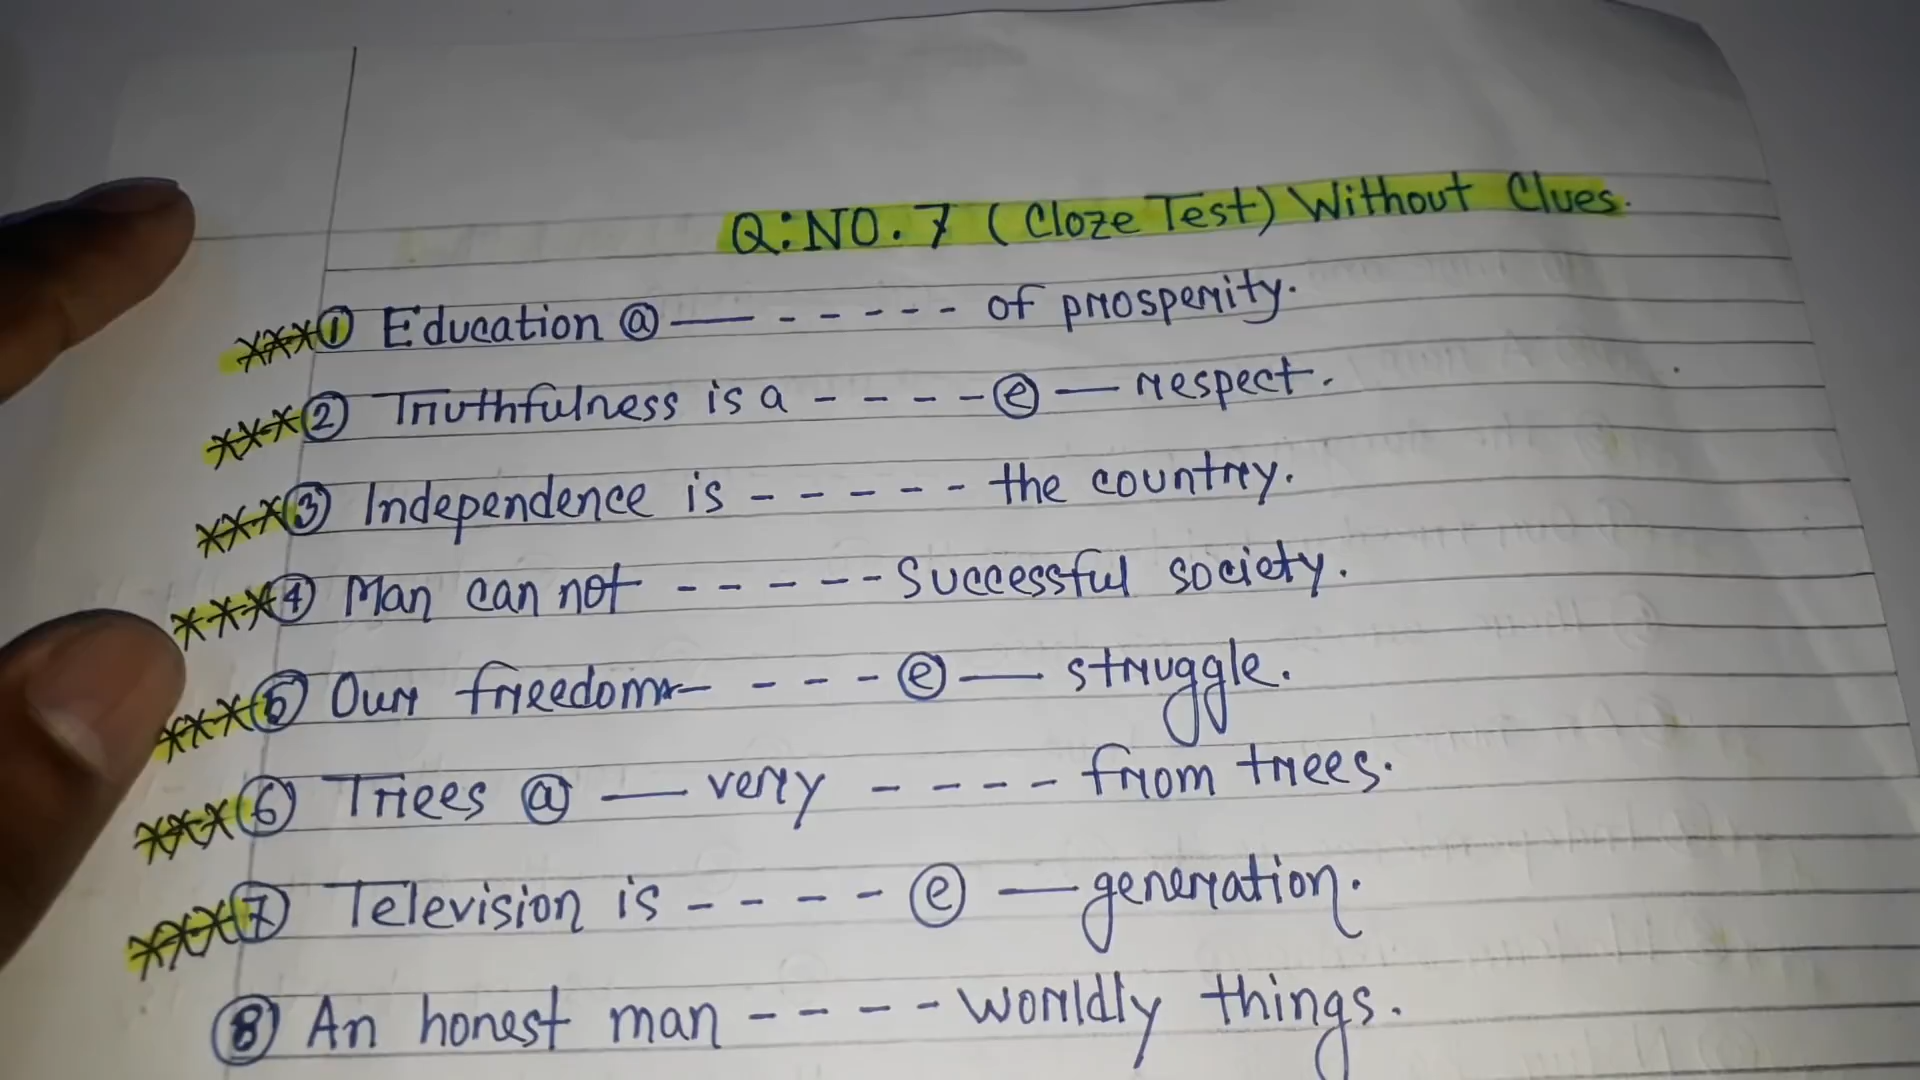 Q:NO. 7 (Cloze Test) Without Clues.
***① Education ⓐ — - - - - - of prosperity.
***② Truthfulness is a - - - - - ⓔ — respect.
***③ Independence is - - - - - the country.
***④ Man can not - - - - - Successful society.
***⑤ Our freedom - - - - ⓔ — struggle.
***⑥ Trees ⓐ — very - - - - from trees.
***⑦ Television is - - - - ⓔ — generation.
⑧ An honest man - - - - worldly things.